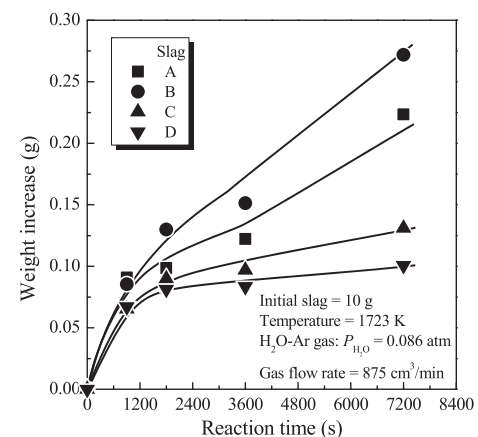 0.30
0.25
0.20
0.15
0.10
0.05
0.00
Weight increase (g)
Slag
A
B
C
D
Initial slag = 10 g
Temperature = 1723 K
H₂O-Ar gas: P_H₂O = 0.086 atm
Gas flow rate = 875 cm³/min
0 1200 2400 3600 4800 6000 7200 8400
Reaction time (s)